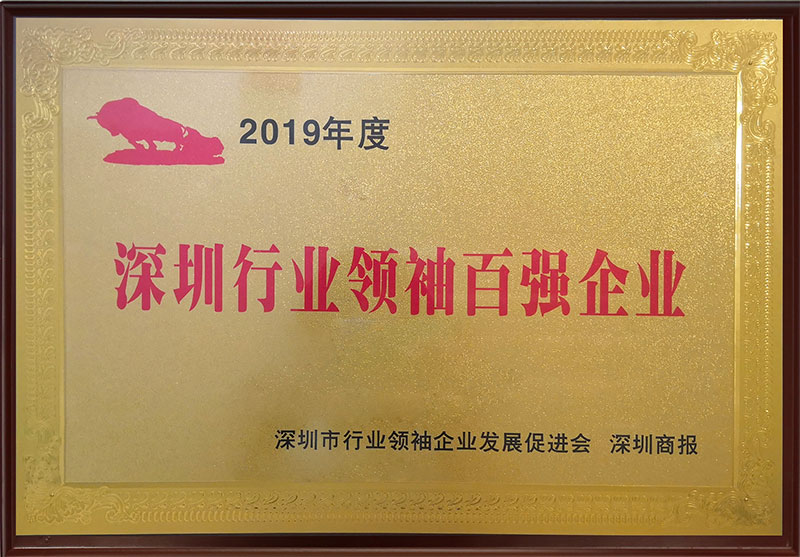 2019年度
深圳行业领袖百强企业
深圳市行业领袖企业发展促进会 深圳商报